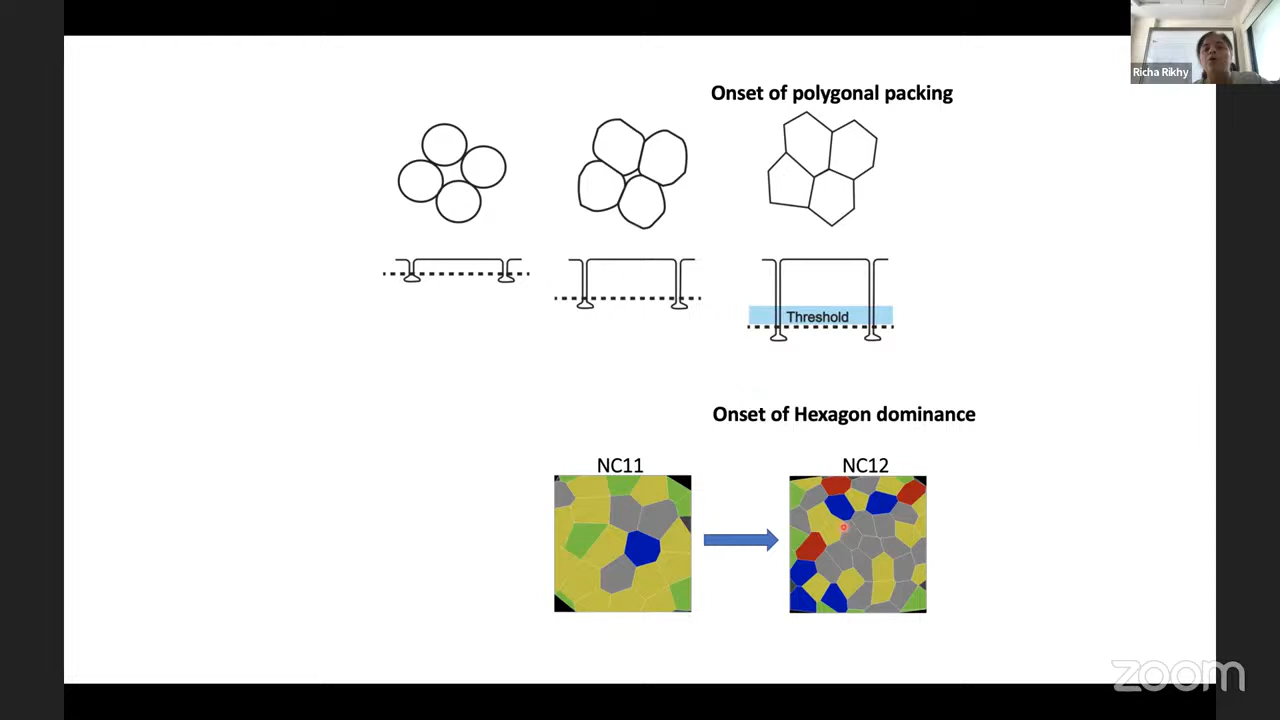 Richa Rikhy
Onset of polygonal packing
Threshold
Onset of Hexagon dominance
NC11
NC12
zoom